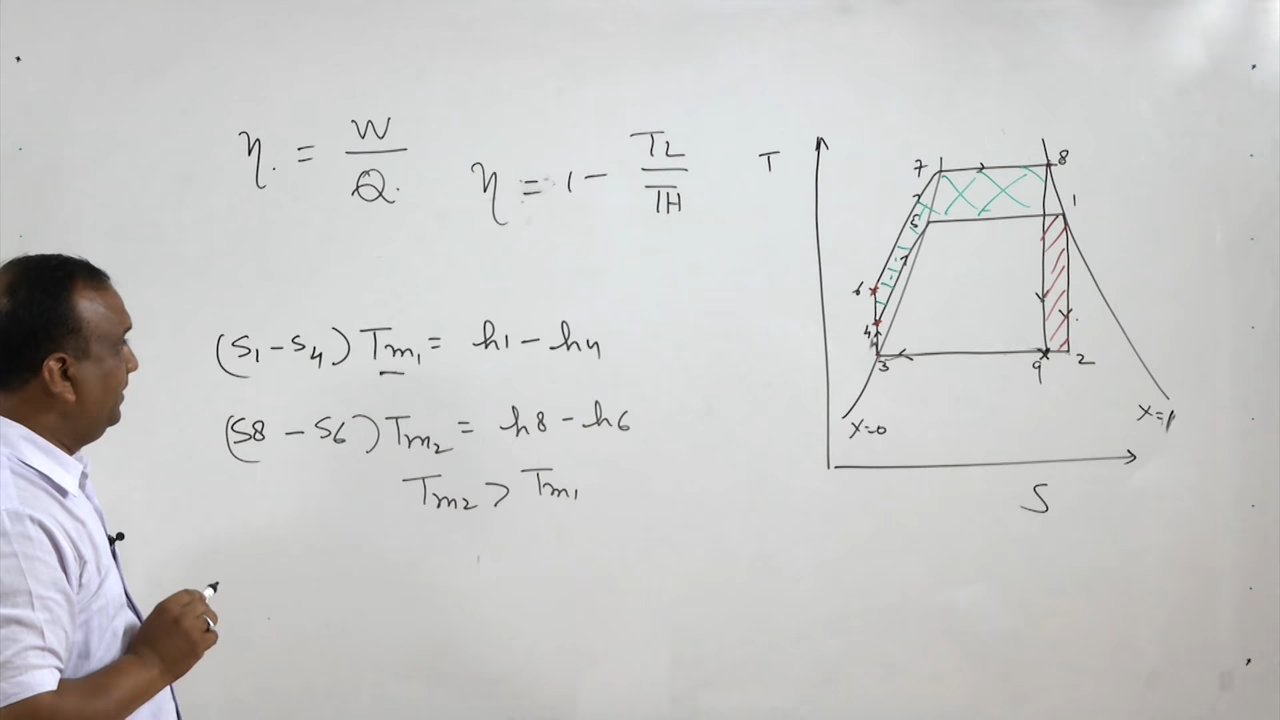 η = W / Q
η = 1 - TL / TH
(S1 - S4) Tm1 = h1 - h4
(S8 - S6) Tm2 = h8 - h6
Tm2 > Tm1
T
7
8
1
5
6
4
3
9
2
X=0
X=1
S